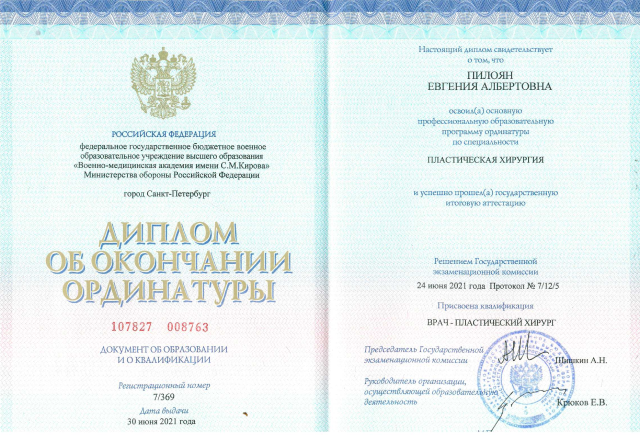 РОССИЙСКАЯ ФЕДЕРАЦИЯ
федеральное государственное бюджетное военное
образовательное учреждение высшего образования
«Военно-медицинская академия имени С.М.Кирова»
Министерства обороны Российской Федерации
город Санкт-Петербург
ДИПЛОМ
ОБ ОКОНЧАНИИ
ОРДИНАТУРЫ
107827 008763
ДОКУМЕНТ ОБ ОБРАЗОВАНИИ
И О КВАЛИФИКАЦИИ
Регистрационный номер
7/369
Дата выдачи
30 июня 2021 года
Настоящий диплом свидетельствует
о том, что
ПИЛОЯН
ЕВГЕНИЯ АЛБЕРТОВНА
освоил(а) основную
профессиональную образовательную
программу ординатуры
по специальности
ПЛАСТИЧЕСКАЯ ХИРУРГИЯ
и успешно прошел(а) государственную
итоговую аттестацию
Решением Государственной
экзаменационной комиссии
24 июня 2021 года Протокол № 7/12/5
Присвоена квалификация
ВРАЧ - ПЛАСТИЧЕСКИЙ ХИРУРГ
Председатель Государственной
экзаменационной комиссии
Шишкин А.Н.
Руководитель организации,
осуществляющей образовательную
деятельность
Крюков Е.В.
М.П.